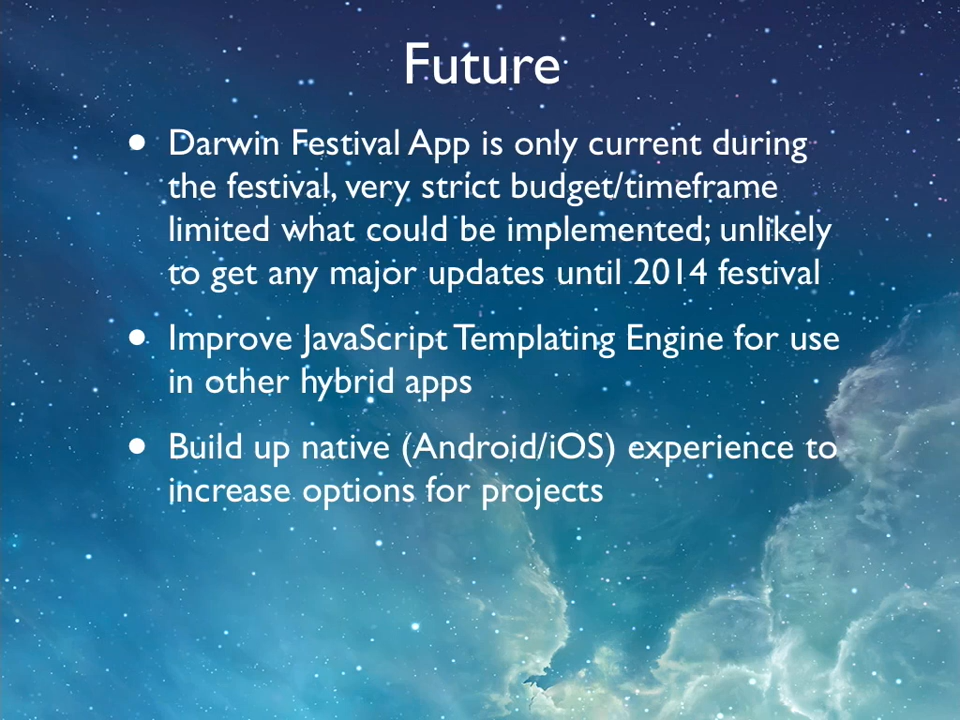 Future
• Darwin Festival App is only current during
the festival, very strict budget/timeframe
limited what could be implemented; unlikely
to get any major updates until 2014 festival
• Improve JavaScript Templating Engine for use
in other hybrid apps
• Build up native (Android/iOS) experience to
increase options for projects